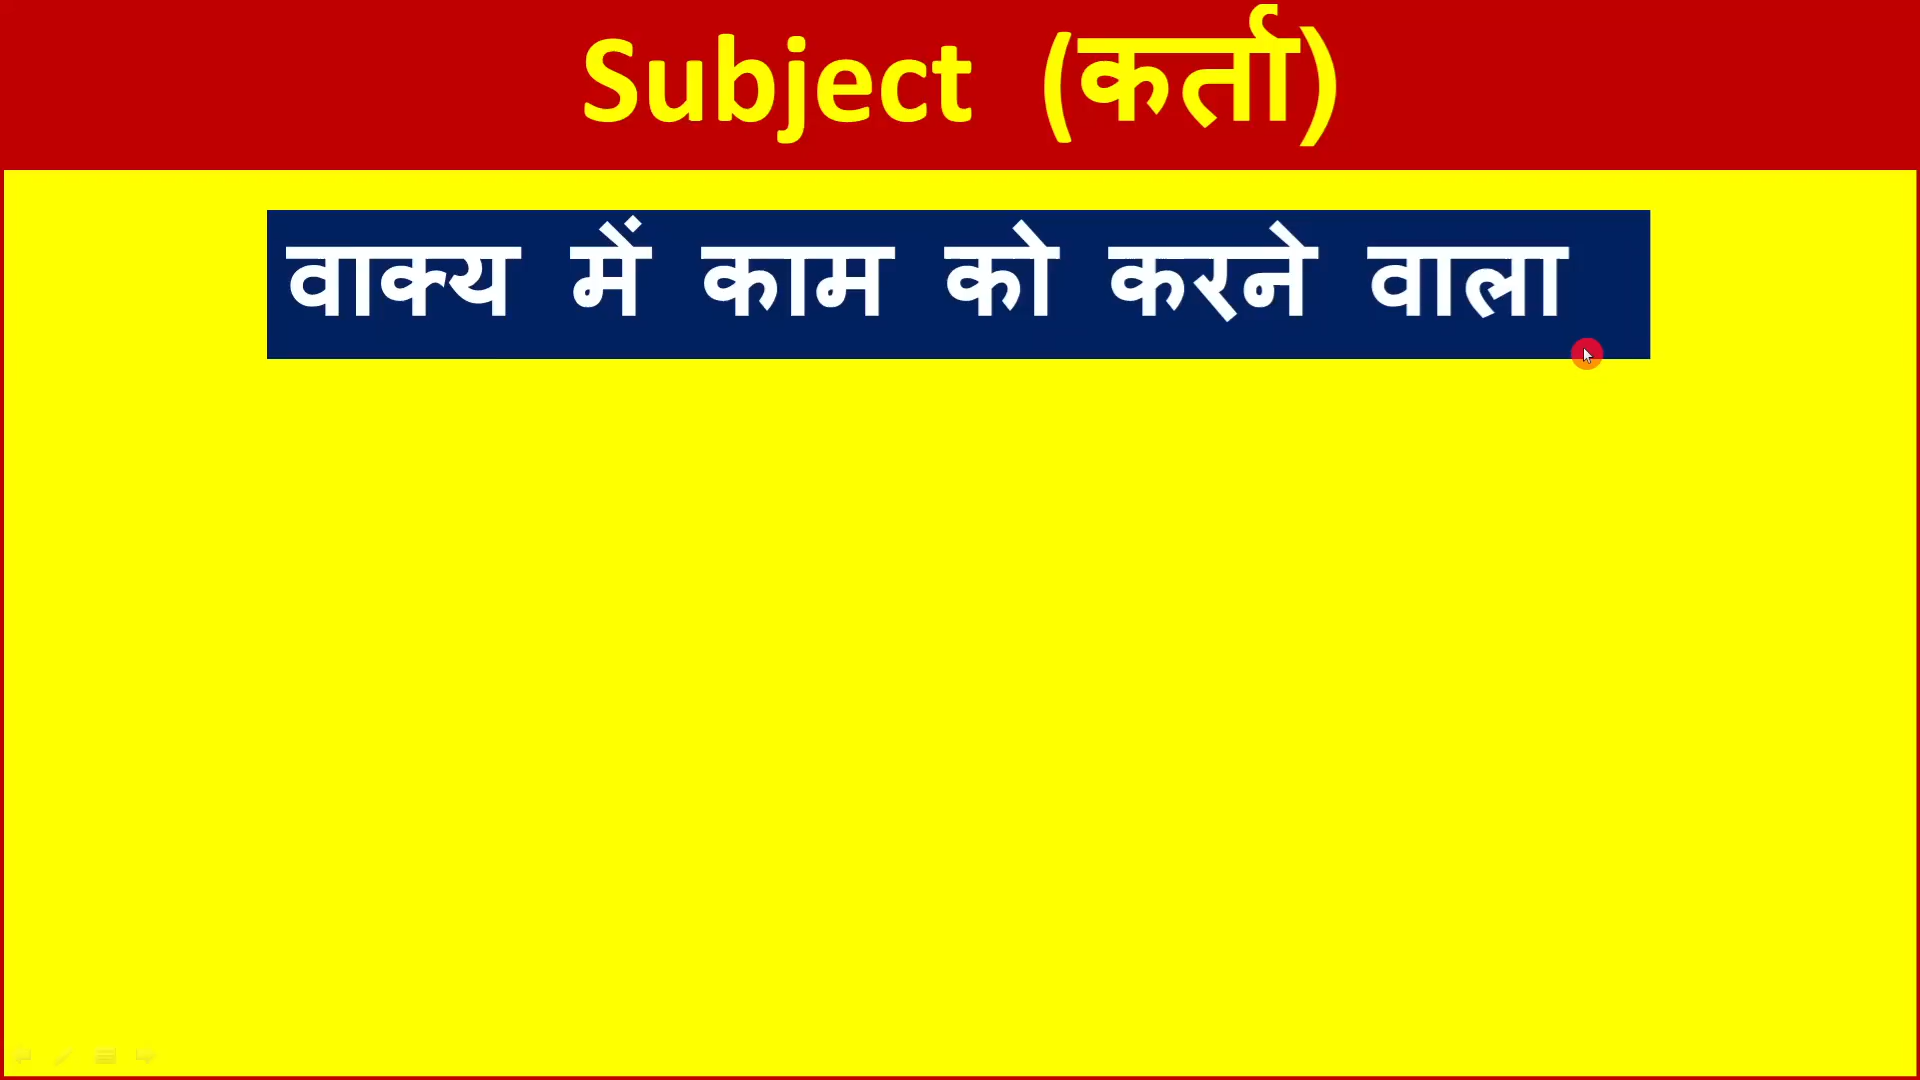 Subject (कर्ता)
वाक्य में काम को करने वाला